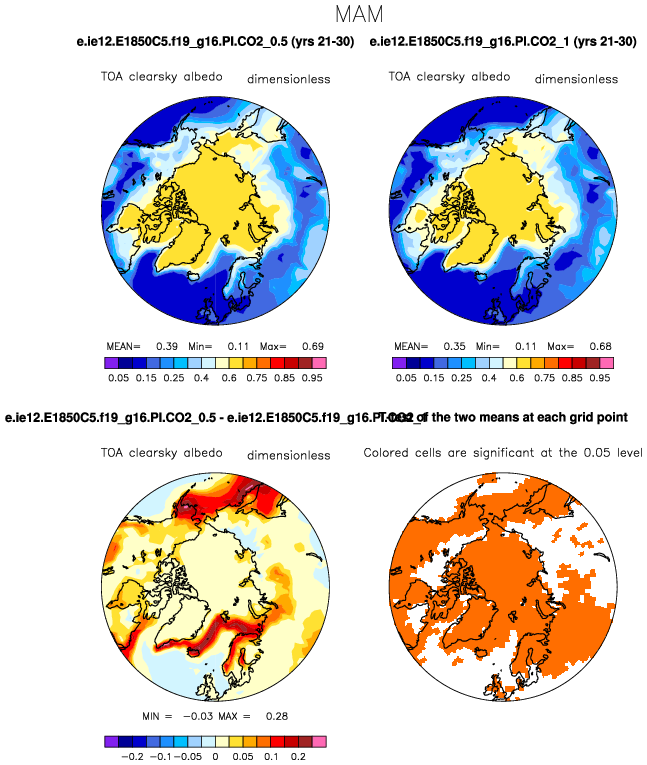 MAM
e.ie12.E1850C5.f19_g16.PI.CO2_0.5 (yrs 21-30)
e.ie12.E1850C5.f19_g16.PI.CO2_1 (yrs 21-30)
TOA clearsky albedo dimensionless
TOA clearsky albedo dimensionless
MEAN= 0.39 Min= 0.11 Max= 0.69
MEAN= 0.35 Min= 0.11 Max= 0.68
0.05 0.15 0.25 0.4 0.6 0.75 0.85 0.95
0.05 0.15 0.25 0.4 0.6 0.75 0.85 0.95
e.ie12.E1850C5.f19_g16.PI.CO2_0.5 - e.ie12.E1850C5.f19_g16.PI.CO2_1
of the two means at each grid point
TOA clearsky albedo dimensionless
Colored cells are significant at the 0.05 level
MIN = -0.03 MAX = 0.28
-0.2 -0.1 -0.05 0 0.05 0.1 0.2